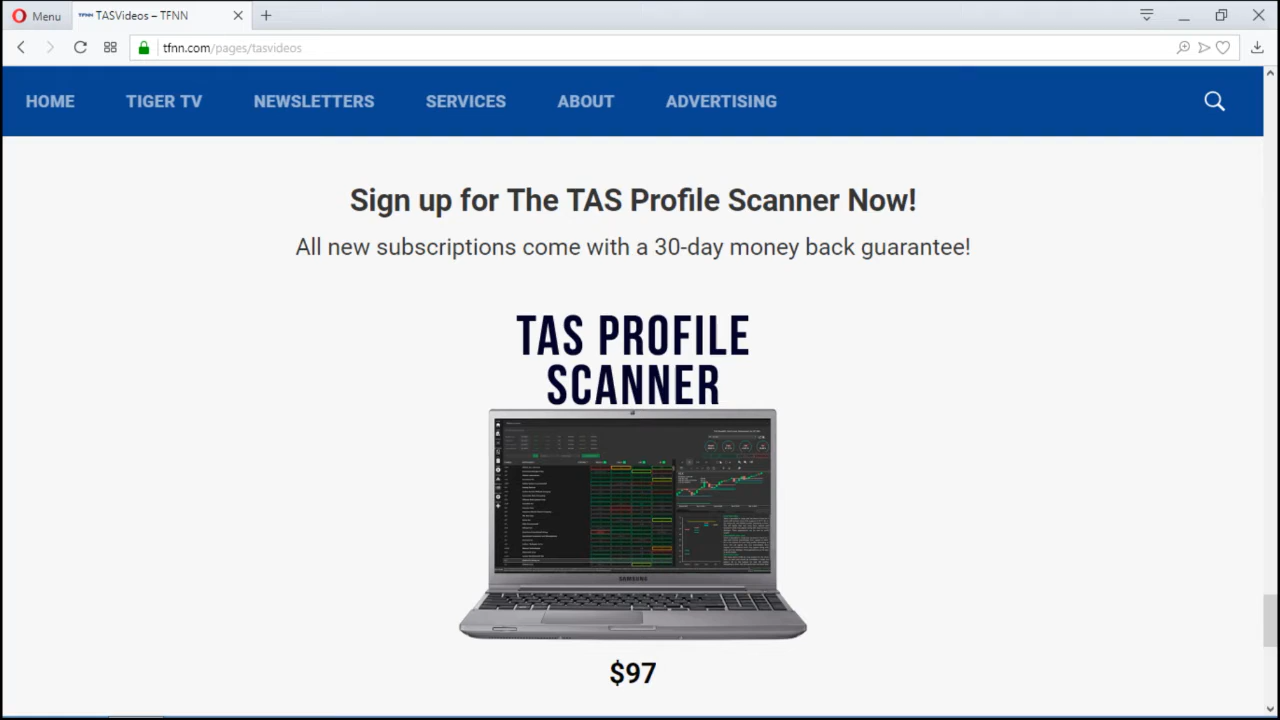 Menu
TFNN TASVideos – TFNN
tfnn.com/pages/tasvideos
HOME TIGER TV NEWSLETTERS SERVICES ABOUT ADVERTISING
Sign up for The TAS Profile Scanner Now!
All new subscriptions come with a 30-day money back guarantee!
TAS PROFILE
SCANNER
SAMSUNG
$97